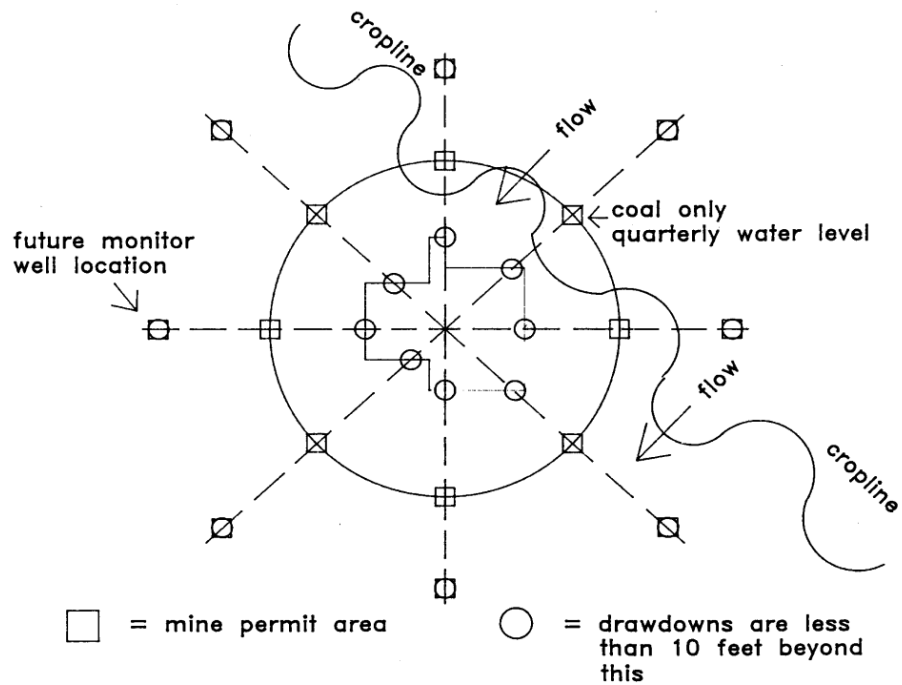 cropline
flow
coal only
quarterly water level
future monitor
well location
flow
cropline
= mine permit area
= drawdowns are less
than 10 feet beyond
this